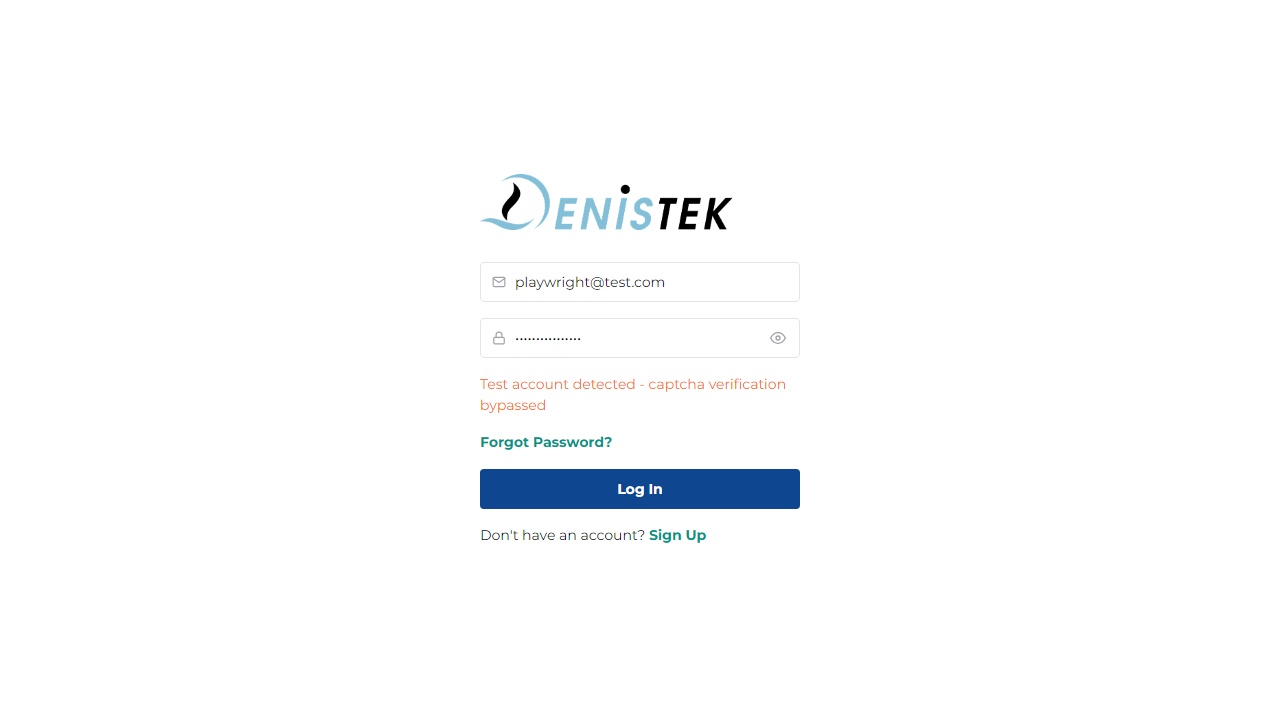 DENISTEK
playwright@test.com
················
Test account detected - captcha verification
bypassed
Forgot Password?
Log In
Don't have an account? Sign Up